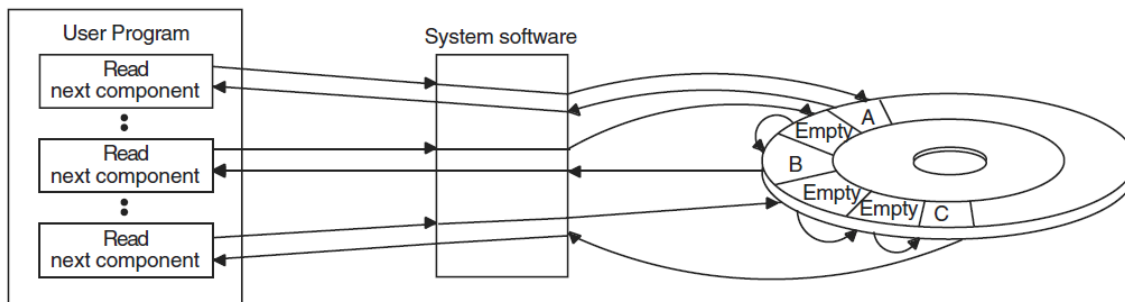 User Program
System software
Read
next component
Read
next component
Read
next component
A
Empty
B
Empty
Empty
C